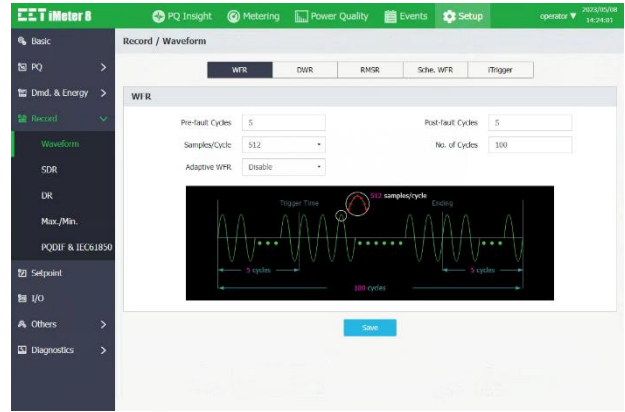 CET iMeter 8
PQ Insight Metering Power Quality Events Setup operator ▼ 2023/05/08
14:24:01
Basic
PQ
Dmd. & Energy
Record
Waveform
SDR
DR
Max./Min.
PQDIF & IEC61850
Setpoint
I/O
Others
Diagnostics
Record / Waveform
WFR DWR RMSR Sche. WFR iTrigger
WFR
Pre-fault Cycles 5 Post-fault Cycles 5
Samples/Cycle 512 No. of Cycles 100
Adaptive WFR Disable
Trigger Time 512 samples/cycle Ending
5 cycles 5 cycles
100 cycles
Save